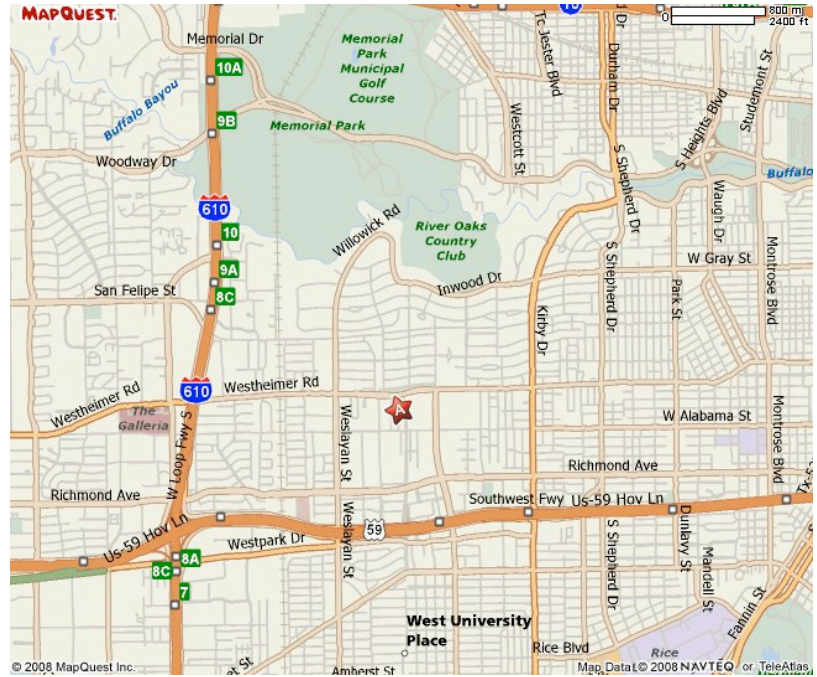 MAPQUEST.
10
800 m
0
2400 ft
Memorial Dr
Memorial
Park
Municipal
Golf
Course
Tc Jester Blvd
Durham Dr
Studemont St
10A
Buffalo Bayou
9B
Memorial Park
Westcott St
S Heights Blvd
Woodway Dr
S Shepherd Dr
Buffalo
Waugh Dr
610
Willowick Rd
River Oaks
Country
Club
10
W Gray St
Montrose Blvd
9A
Inwood Dr
S Shepherd Dr
Park St
San Felipe St
8C
Kirby Dr
610
Westheimer Rd
Westheimer Rd
A
The
Galleria
Weslayan St
W Alabama St
Montrose Blvd
W Loop Fwy S
Richmond Ave
Richmond Ave
Southwest Fwy
Us-59 Hov Ln
Us-59 Hov Ln
59
Weslayan St
Westpark Dr
8A
8C
7
S Shepherd Dr
Dunlavy St
Mandell St
Fannin St
West University
Place
Rice Blvd
Rice
Amherst St
© 2008 MapQuest Inc.
Map Data © 2008 NAVTEQ or TeleAtlas